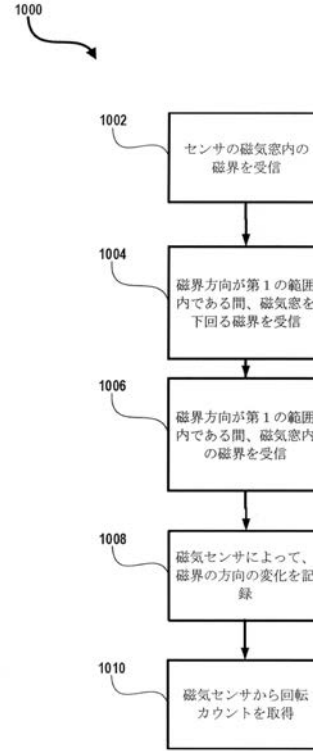 1000
1002
センサの磁気窓内の
磁界を受信
1004
磁界方向が第1の範囲
内である間、磁気窓を
下回る磁界を受信
1006
磁界方向が第1の範囲
内である間、磁気窓内
の磁界を受信
1008
磁気センサによって、
磁界の方向の変化を記
録
1010
磁気センサから回転
カウントを取得